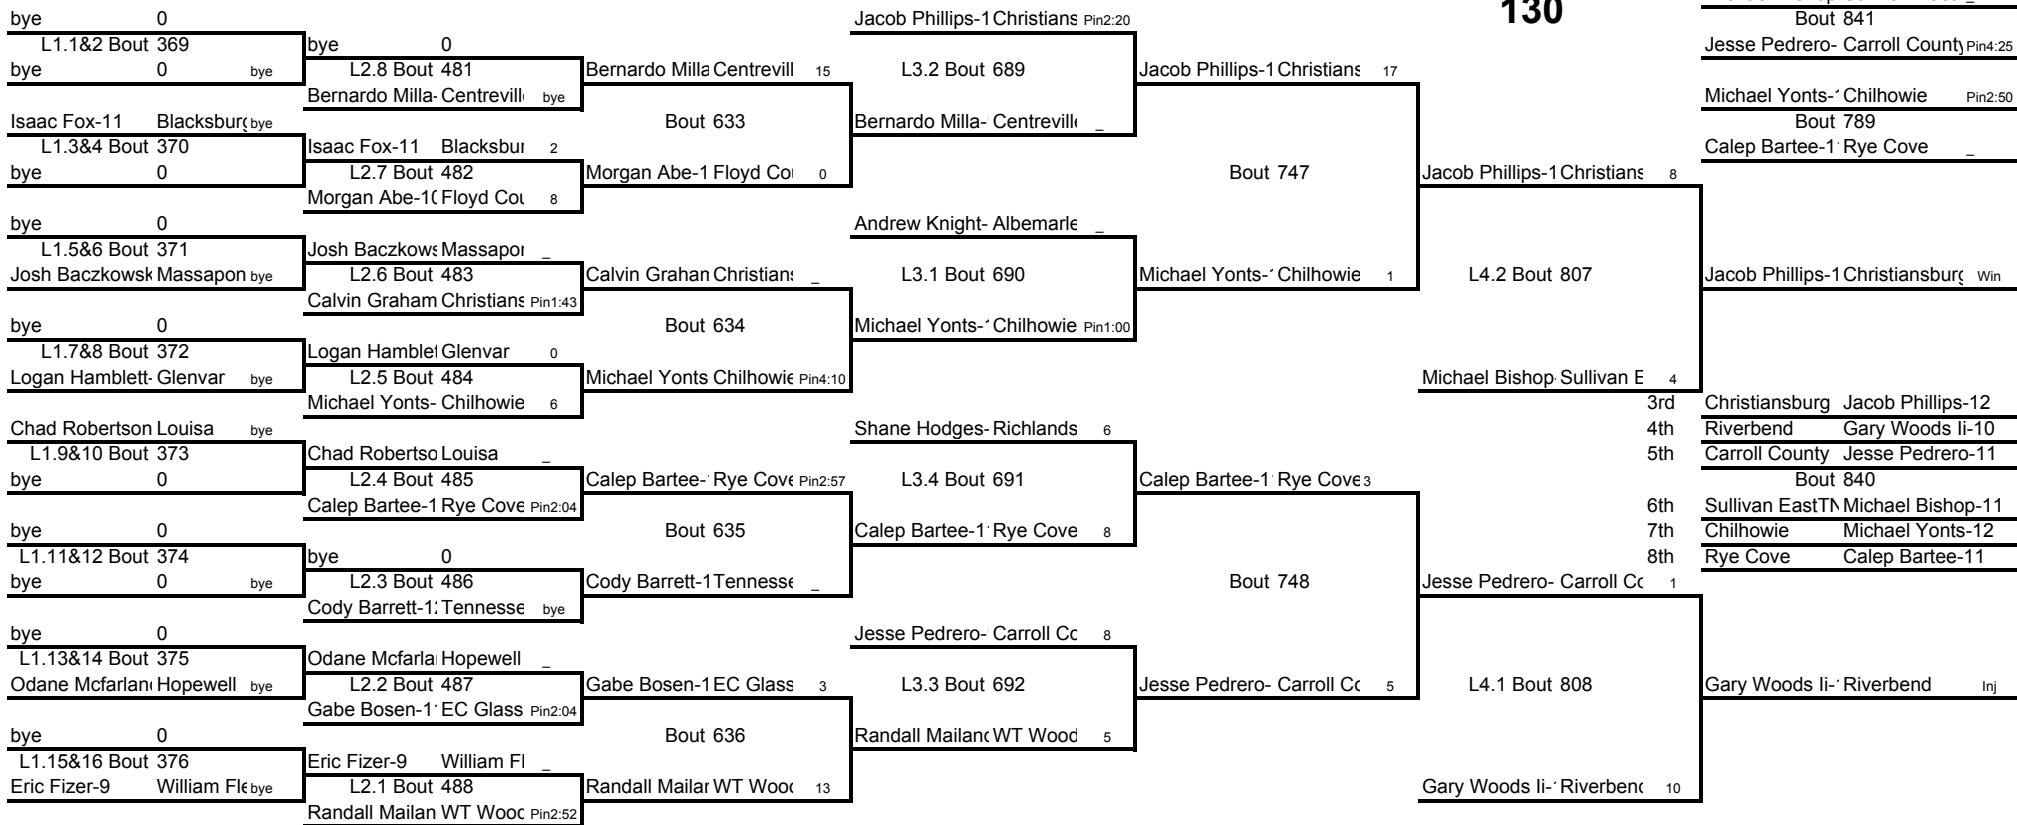 bye 0
L1.1&2 Bout 369
bye 0 bye
Isaac Fox-11 Blacksburg bye
L1.3&4 Bout 370
bye 0
bye 0
L1.5&6 Bout 371
Josh Baczkowsk Massapon bye
bye 0
L1.7&8 Bout 372
Logan Hamblett- Glenvar bye
Chad Robertson Louisa bye
L1.9&10 Bout 373
bye 0
bye 0
L1.11&12 Bout 374
bye 0 bye
bye 0
L1.13&14 Bout 375
Odane Mcfarlan Hopewell bye
bye 0
L1.15&16 Bout 376
Eric Fizer-9 William Fle bye
bye 0
L2.8 Bout 481
Bernardo Milla- Centreville bye
Isaac Fox-11 Blacksbur 2
L2.7 Bout 482
Morgan Abe-10 Floyd Cou 8
Josh Baczkows Massapor _
L2.6 Bout 483
Calvin Graham Christians Pin1:43
Logan Hamblet Glenvar 0
L2.5 Bout 484
Michael Yonts- Chilhowie 6
Chad Robertso Louisa _
L2.4 Bout 485
Calep Bartee-1 Rye Cove Pin2:04
bye 0
L2.3 Bout 486
Cody Barrett-12 Tennesse bye
Odane Mcfarla Hopewell _
L2.2 Bout 487
Gabe Bosen-1 EC Glass Pin2:04
Eric Fizer-9 William Fl _
L2.1 Bout 488
Randall Mailan WT Wood Pin2:52
Bernardo Milla Centrevill 15
Bout 633
Morgan Abe-1 Floyd Cou 0
Calvin Graham Christians _
Bout 634
Michael Yonts Chilhowie Pin4:10
Calep Bartee- Rye Cove Pin2:57
Bout 635
Cody Barrett-1 Tennesse _
Gabe Bosen-1 EC Glass 3
Bout 636
Randall Mailar WT Wood 13
Jacob Phillips-1 Christians Pin2:20
L3.2 Bout 689
Bernardo Milla- Centreville _
Andrew Knight- Albemarle _
L3.1 Bout 690
Michael Yonts-1 Chilhowie Pin1:00
Shane Hodges- Richlands 6
L3.4 Bout 691
Calep Bartee-1 Rye Cove 8
Jesse Pedrero- Carroll Co 8
L3.3 Bout 692
Randall Mailand WT Wood 5
Jacob Phillips-1 Christians 17
Bout 747
Michael Yonts-1 Chilhowie 1
Calep Bartee-1 Rye Cove 3
Bout 748
Jesse Pedrero- Carroll Co 5
130
Jacob Phillips-1 Christians 8
L4.2 Bout 807
Michael Bishop- Sullivan E 4
Jesse Pedrero- Carroll Co 1
L4.1 Bout 808
Gary Woods Ii-1 Riverbend 10
Bout 841
Jesse Pedrero- Carroll County Pin4:25
Michael Yonts-1 Chilhowie Pin2:50
Bout 789
Calep Bartee-1 Rye Cove _
Jacob Phillips-1 Christiansburg Win
3rd Christiansburg Jacob Phillips-12
4th Riverbend Gary Woods Ii-10
5th Carroll County Jesse Pedrero-11
Bout 840
6th Sullivan EastTN Michael Bishop-11
7th Chilhowie Michael Yonts-12
8th Rye Cove Calep Bartee-11
Gary Woods Ii-1 Riverbend Inj